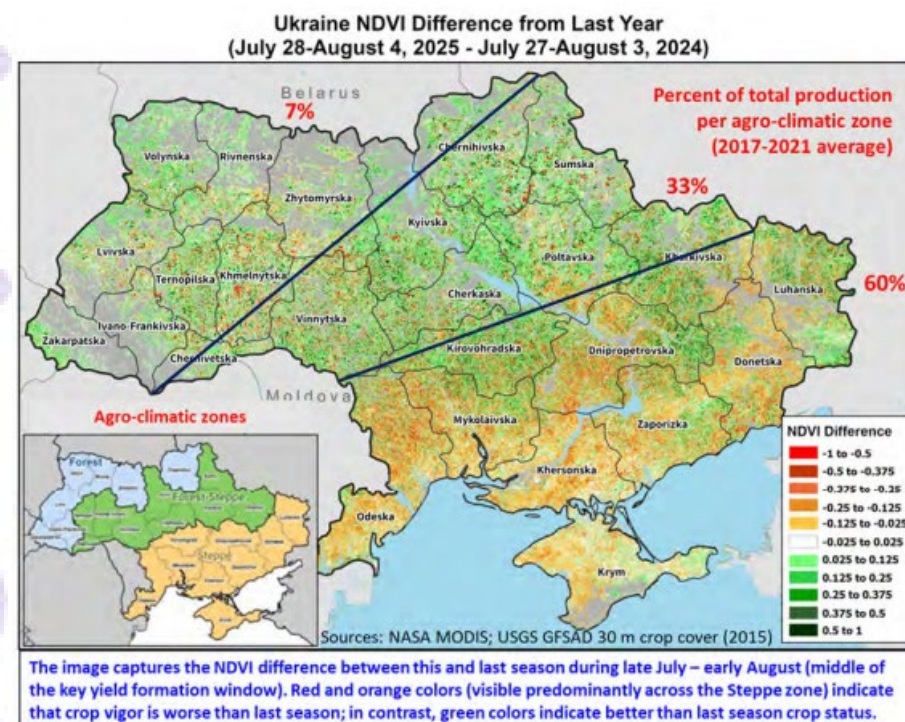 Ukraine NDVI Difference from Last Year
(July 28-August 4, 2025 - July 27-August 3, 2024)
Belarus
7%
Percent of total production
per agro-climatic zone
(2017-2021 average)
Volynska
Rivnenska
Zhytomyrska
Chernihivska
Sumska
33%
Kyivska
Lvivska
Ternopilska
Khmelnytska
Poltavska
Kharkivska
60%
Luhanska
Cherkaska
Vinnytska
Ivano-Frankivska
Zakarpatska
Chernivetska
Kirovohradska
Dnipropetrovska
Donetska
Moldova
Agro-climatic zones
Mykolaivska
Zaporizka
Khersonska
Odeska
Krym
Forest
Forest-Steppe
Steppe
NDVI Difference
-1 to -0.5
-0.5 to -0.375
-0.375 to -0.25
-0.25 to -0.125
-0.125 to -0.025
-0.025 to 0.025
0.025 to 0.125
0.125 to 0.25
0.25 to 0.375
0.375 to 0.5
0.5 to 1
Sources: NASA MODIS; USGS GFSAD 30 m crop cover (2015)
The image captures the NDVI difference between this and last season during late July – early August (middle of
the key yield formation window). Red and orange colors (visible predominantly across the Steppe zone) indicate
that crop vigor is worse than last season; in contrast, green colors indicate better than last season crop status.